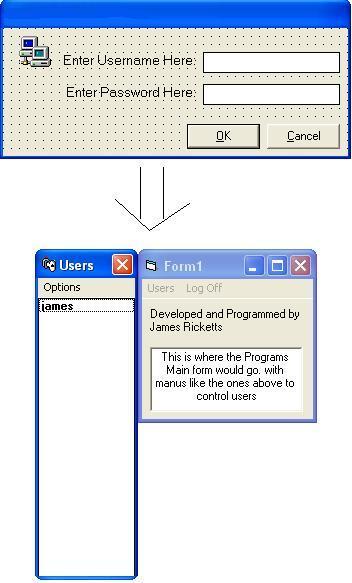 Enter Username Here:
Enter Password Here:
OK
Cancel
Users
Options
james
Form1
Users Log Off
Developed and Programmed by
James Ricketts
This is where the Programs
Main form would go. with
manus like the ones above to
control users